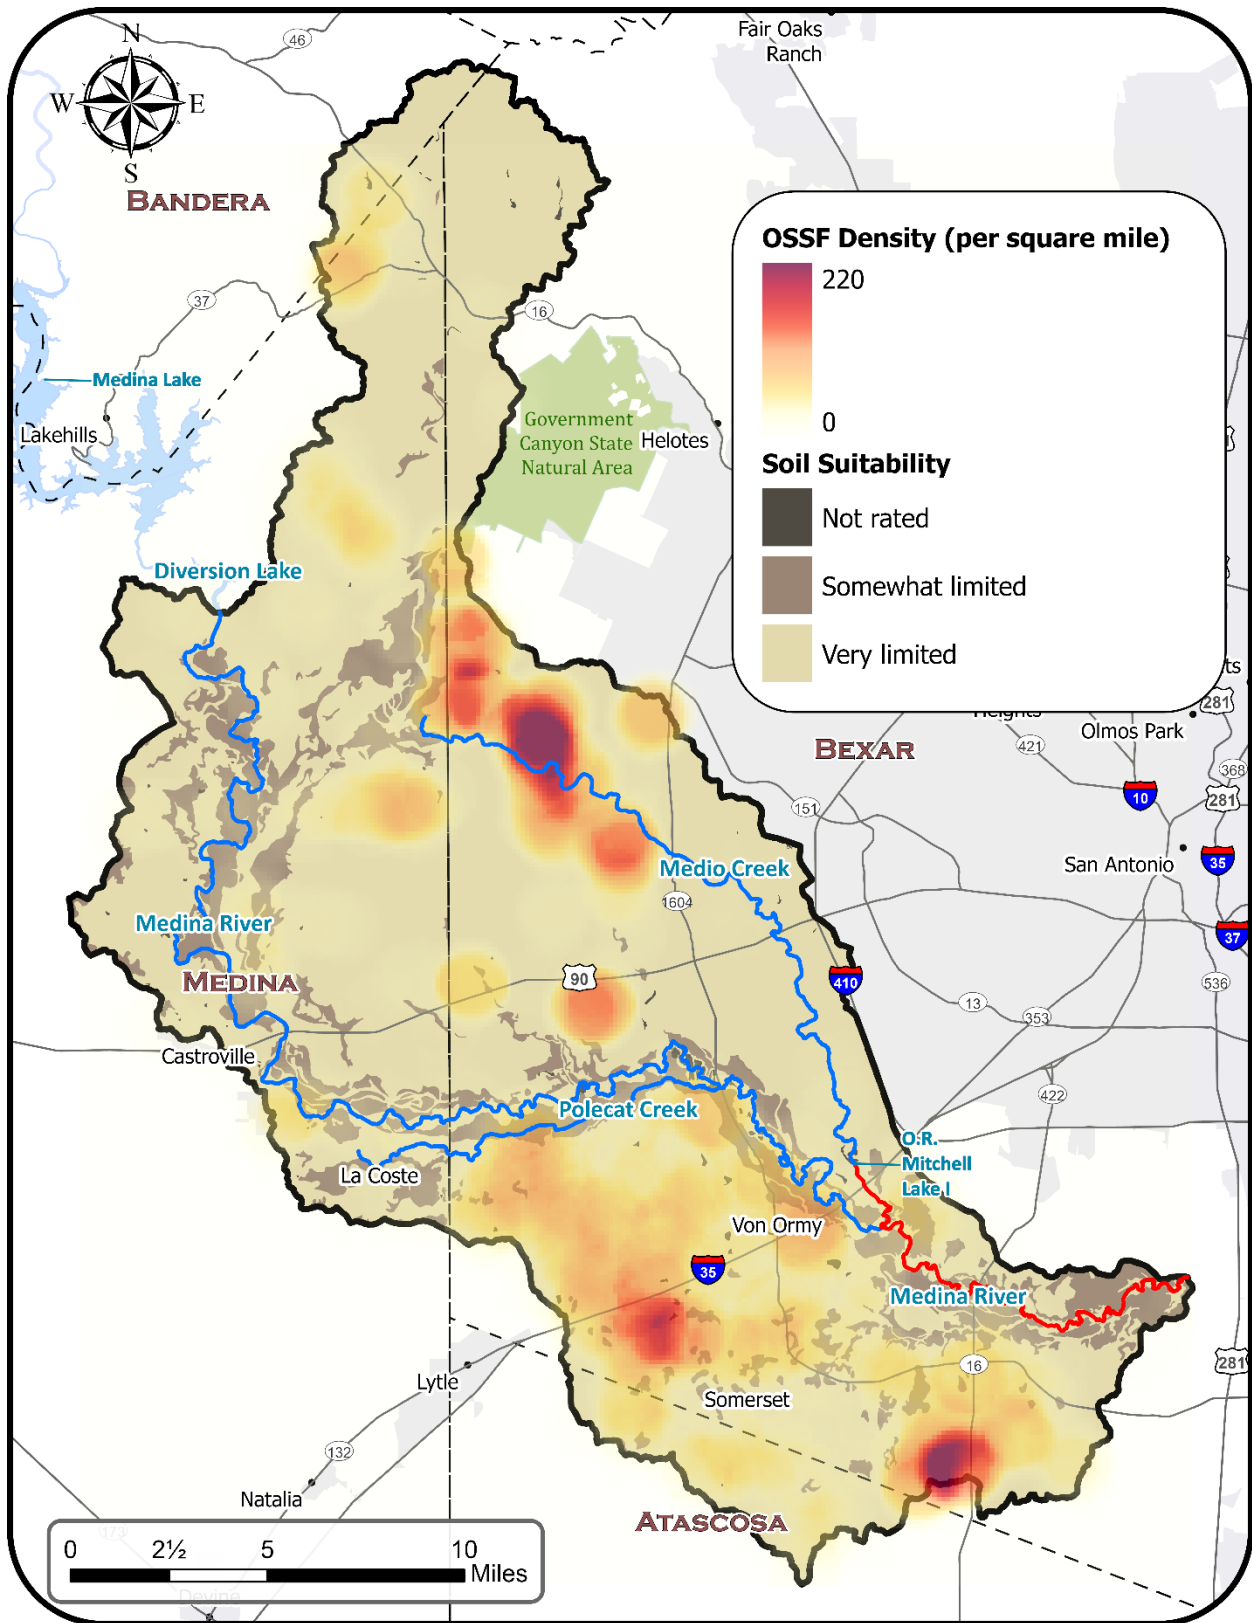 Fair Oaks
Ranch
46
N
W
E
S
BANDERA
OSSF Density (per square mile)
220
0
Soil Suitability
Not rated
Somewhat limited
Very limited
37
16
Medina Lake
Lakehills
Government
Canyon State
Natural Area
Helotes
Diversion Lake
ts
281
Heights
Olmos Park
BEXAR
421
368
10
281
151
San Antonio
35
Medio Creek
1604
Medina River
37
MEDINA
90
410
536
13
353
Castroville
422
Polecat Creek
O.R.
Mitchell
Lake I
La Coste
Von Ormy
35
Medina River
16
281
Lytle
Somerset
132
Natalia
ATASCOSA
173
0
2½
5
10
Miles
Devine